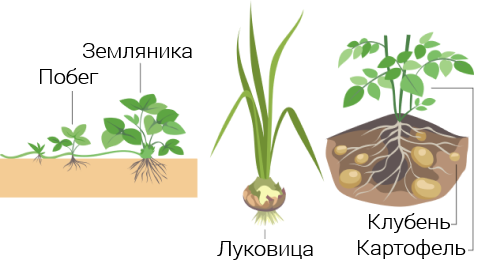 Земляника
Побег
Луковица
Клубень
Картофель